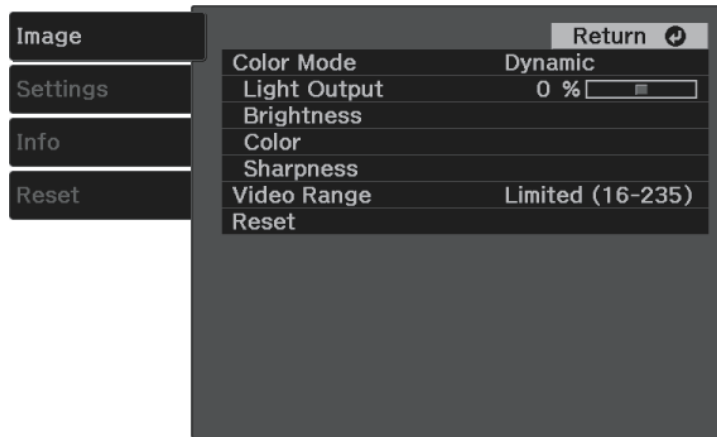 Image
Settings
Info
Reset
Return
Color Mode Dynamic
Light Output 0 %
Brightness
Color
Sharpness
Video Range Limited (16-235)
Reset